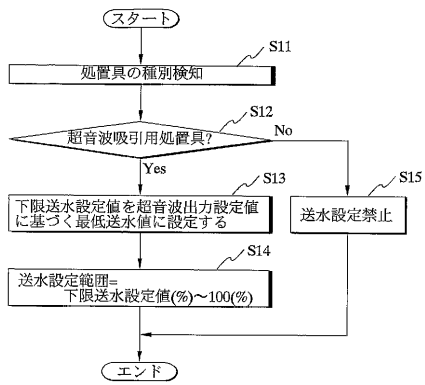 スタート
S11
処置具の種別検知
S12
超音波吸引用処置具?
No
Yes
S13
下限送水設定値を超音波出力設定値
に基づく最低送水値に設定する
S15
送水設定禁止
S14
送水設定範囲=
下限送水設定値(%)~100(%)
エンド